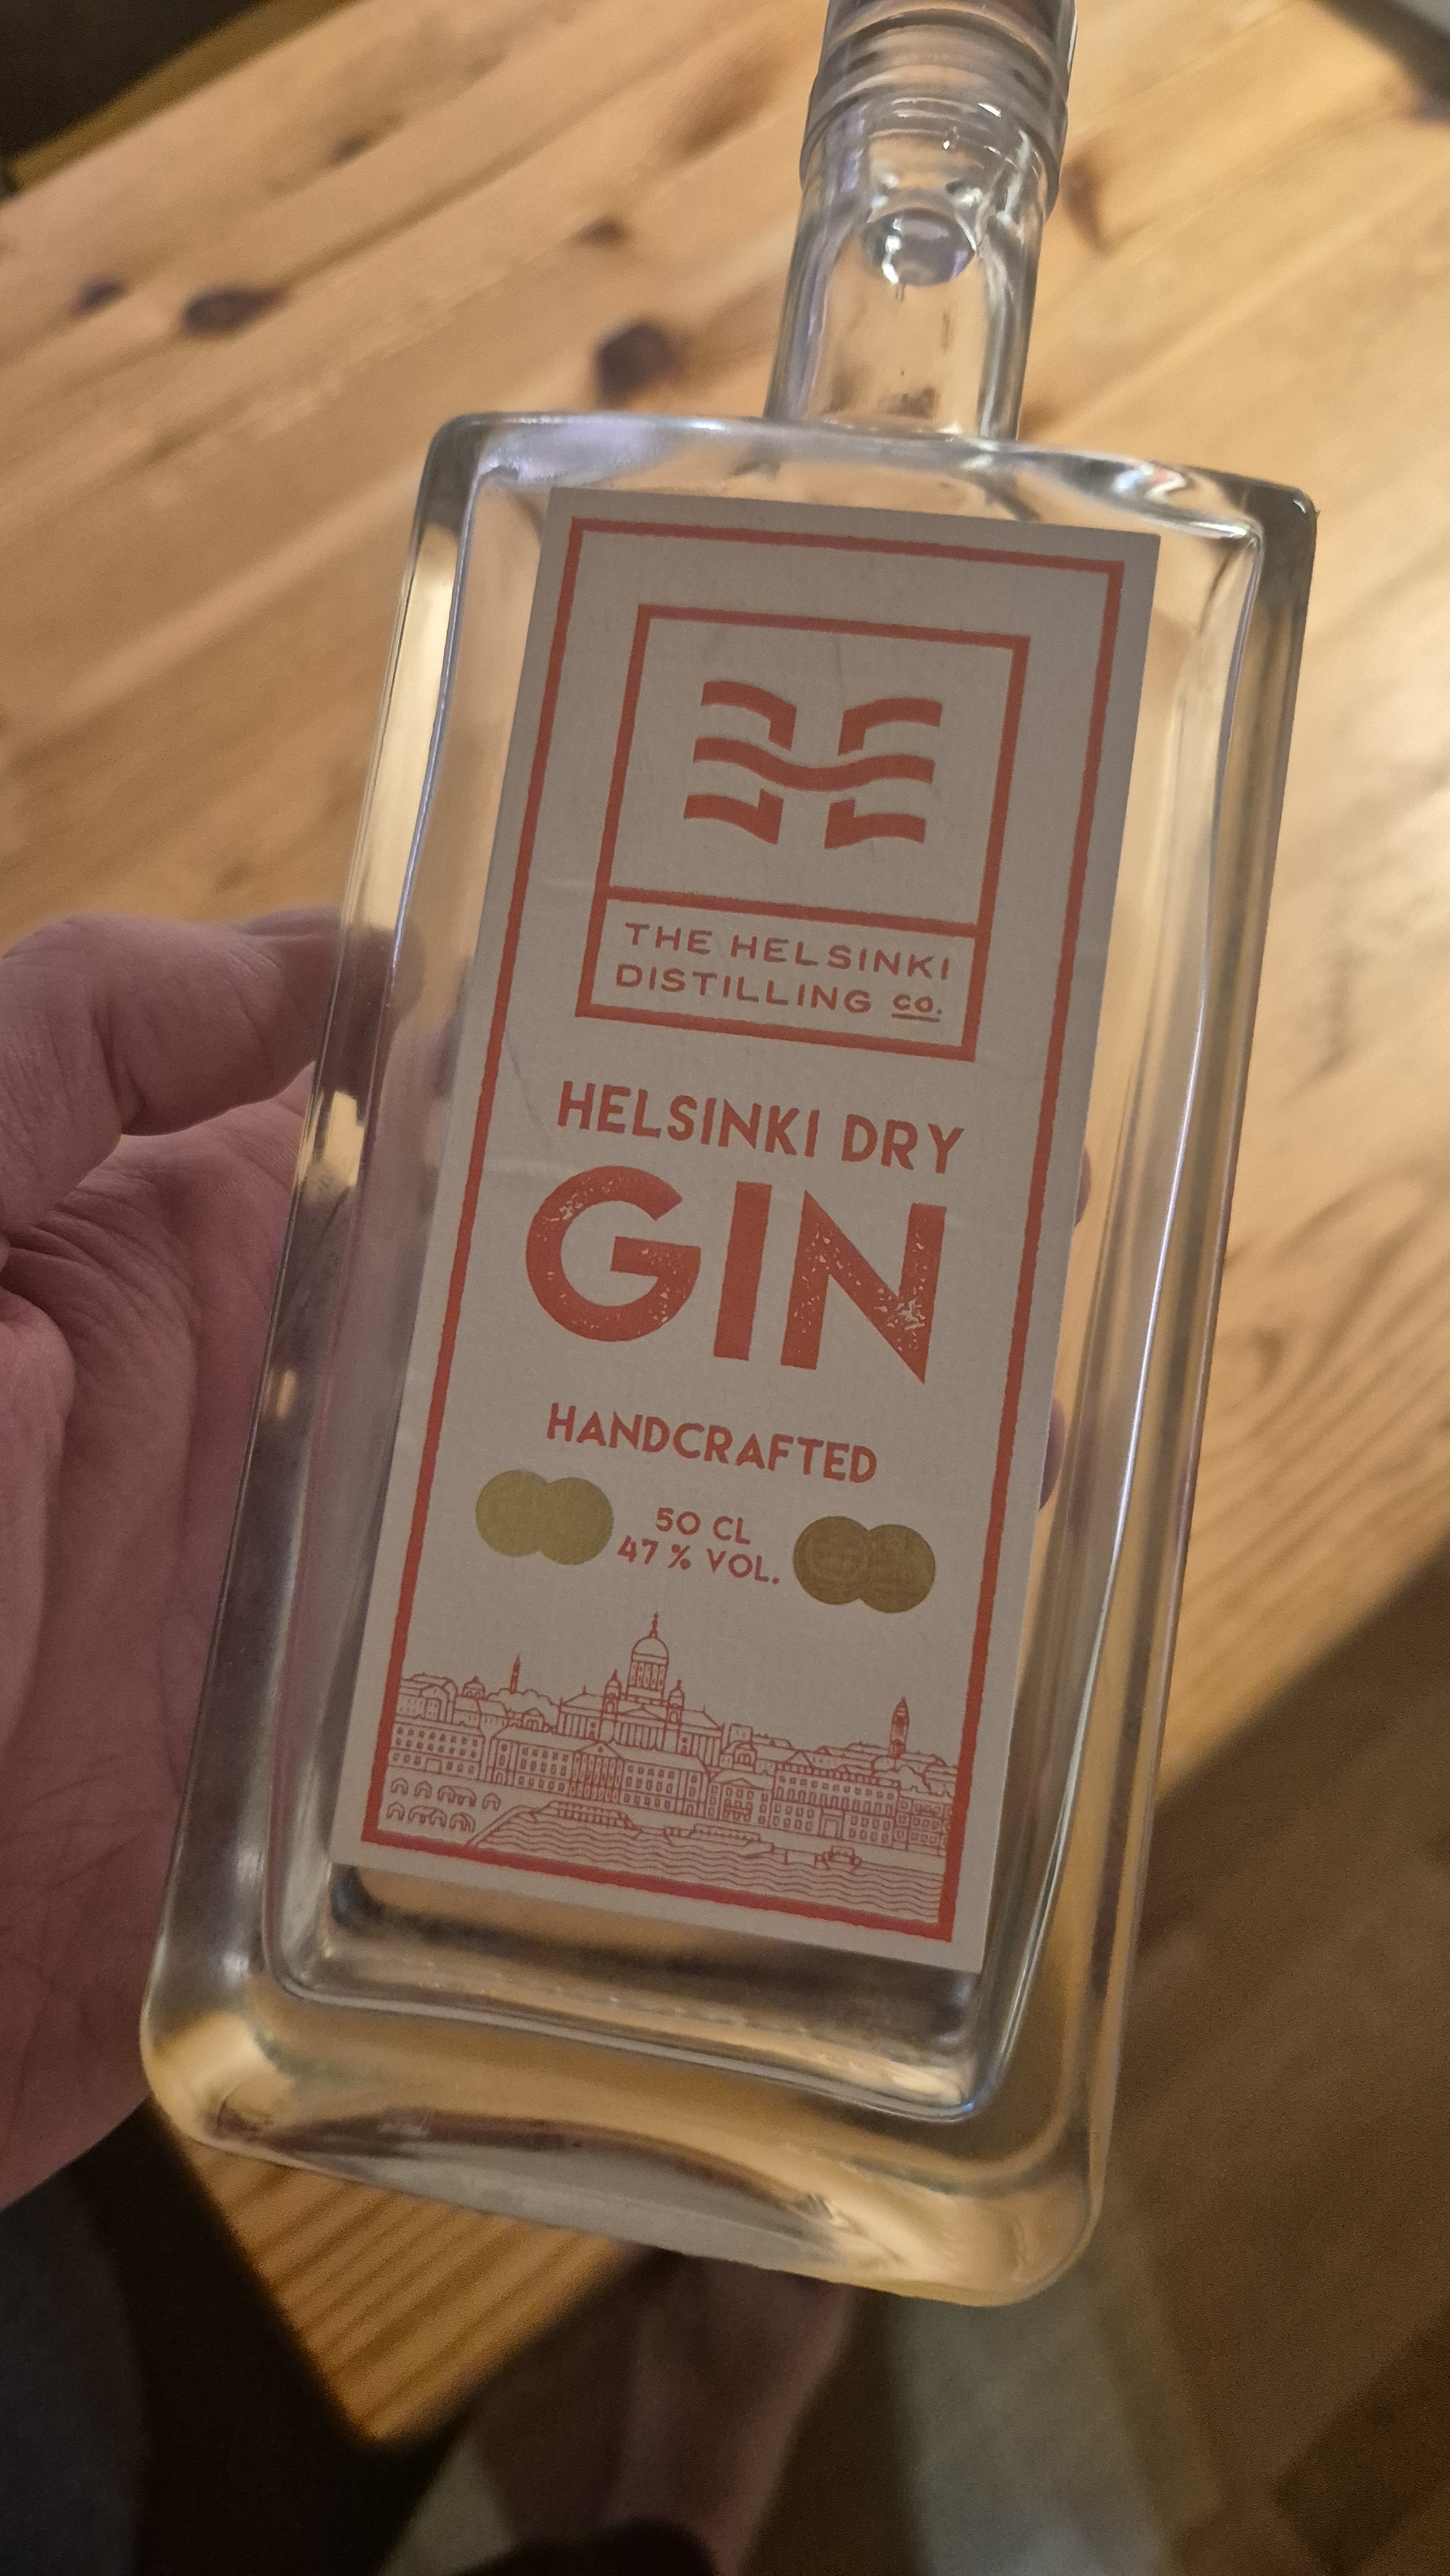 THE HELSINKI
DISTILLING CO.
HELSINKI DRY
GIN
HANDCRAFTED
50 CL
47 % VOL.